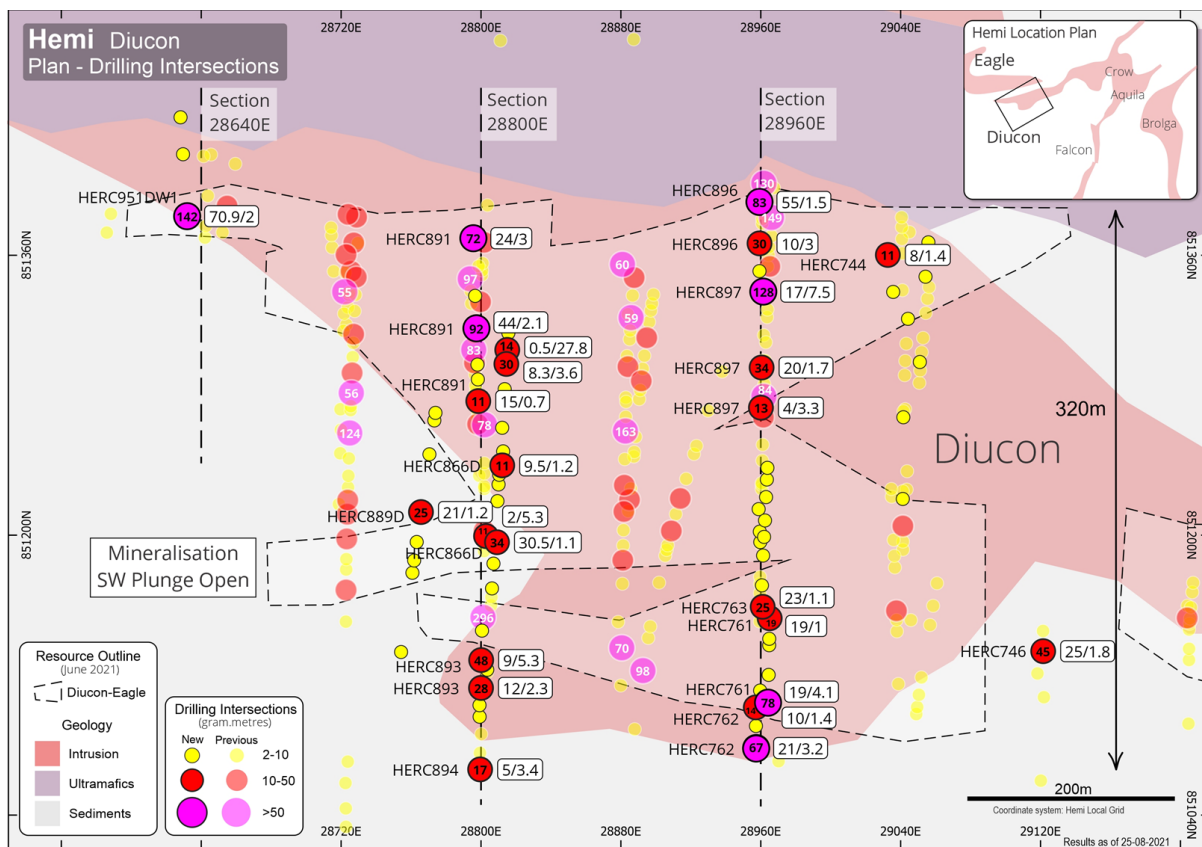 Hemi Diucon
Plan - Drilling Intersections
28720E
28800E
28880E
28960E
29040E
Hemi Location Plan
Eagle
Crow
Aquila
Brolga
Diucon
Falcon
Section
28640E
Section
28800E
Section
28960E
HERC951DW1
142
70.9/2
HERC891
72
24/3
97
HERC891
92
44/2.1
83
14
0.5/27.8
30
8.3/3.6
HERC891
11
15/0.7
78
HERC866D
11
9.5/1.2
HERC889D
25
21/1.2
2/5.3
11
HERC866D
34
30.5/1.1
296
HERC893
48
9/5.3
HERC893
28
12/2.3
HERC894
17
5/3.4
55
56
124
60
59
163
70
98
130
HERC896
83
55/1.5
149
HERC896
30
10/3
HERC744
11
8/1.4
HERC897
128
17/7.5
HERC897
34
20/1.7
84
HERC897
13
4/3.3
HERC763
25
23/1.1
HERC761
19
19/1
HERC761
78
19/4.1
HERC762
14
10/1.4
HERC762
67
21/3.2
HERC746
45
25/1.8
851360N
851360N
851200N
851200N
851040N
320m
Diucon
Mineralisation
SW Plunge Open
Resource Outline
(June 2021)
Diucon-Eagle
Geology
Intrusion
Ultramafics
Sediments
Drilling Intersections
(gram.metres)
New Previous
2-10
10-50
>50
200m
Coordinate system: Hemi Local Grid
28720E
28800E
28880E
28960E
29040E
29120E
Results as of 25-08-2021